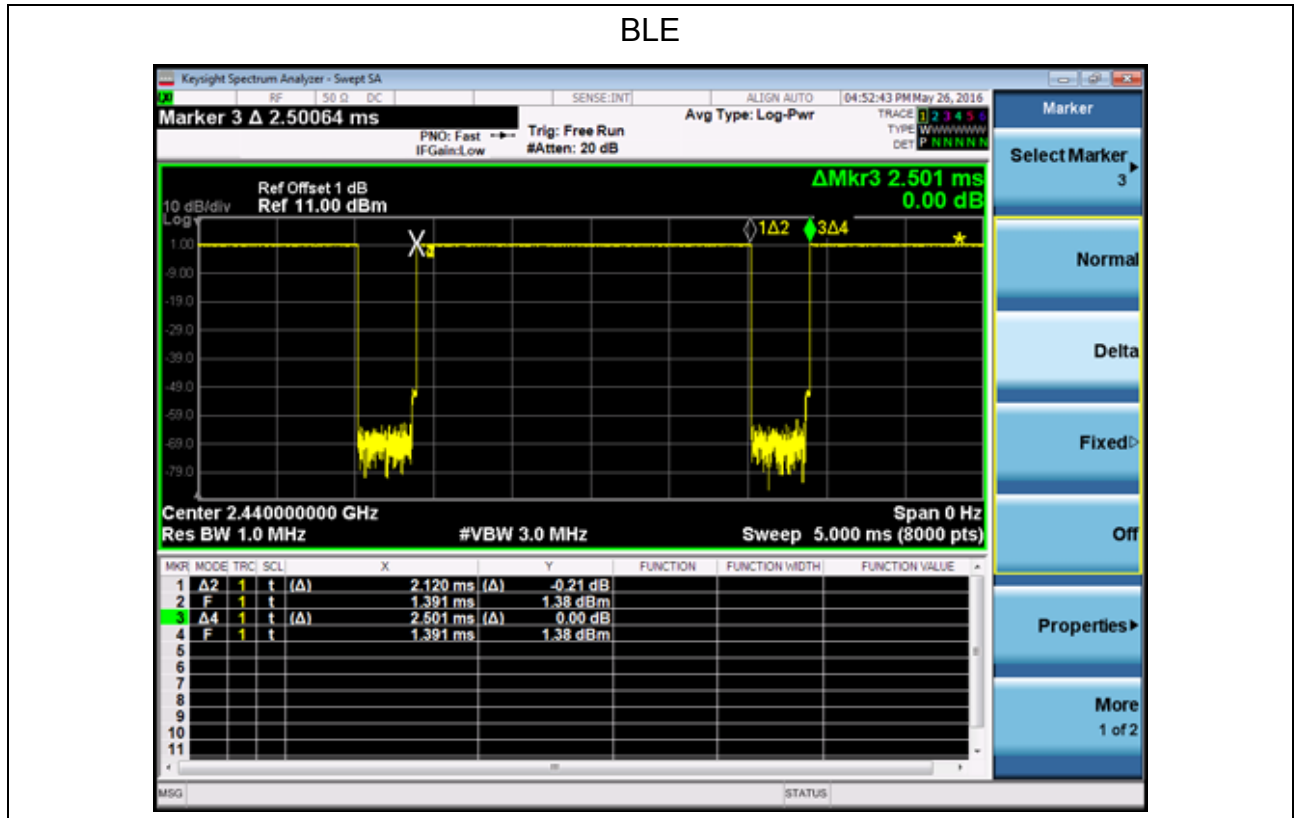 BLE
Keysight Spectrum Analyzer - Swept SA
RF 50 Ω DC SENSE:INT ALIGN AUTO 04:52:43 PM May 26, 2016
Marker 3 Δ 2.50064 ms Avg Type: Log-Pwr TRACE 1 2 3 4 5 6
PNO: Fast Trig: Free Run TYPE WWWWWW
IFGain:Low #Atten: 20 dB DET P N N N N N
Marker
Select Marker
3
Normal
Delta
Fixed
Off
Properties
More
1 of 2
ΔMkr3 2.501 ms
0.00 dB
Ref Offset 1 dB
10 dB/div Ref 11.00 dBm
Log
1Δ2 3Δ4
1.00
-9.00
-19.0
-29.0
-39.0
-49.0
-59.0
-69.0
-79.0
Center 2.440000000 GHz Span 0 Hz
Res BW 1.0 MHz #VBW 3.0 MHz Sweep 5.000 ms (8000 pts)
MKR MODE TRC SCL X Y FUNCTION FUNCTION WIDTH FUNCTION VALUE
1 Δ2 1 t (Δ) 2.120 ms (Δ) -0.21 dB
2 F 1 t 1.391 ms 1.38 dBm
3 Δ4 1 t (Δ) 2.501 ms (Δ) 0.00 dB
4 F 1 t 1.391 ms 1.38 dBm
5
6
7
8
9
10
11
MSG STATUS